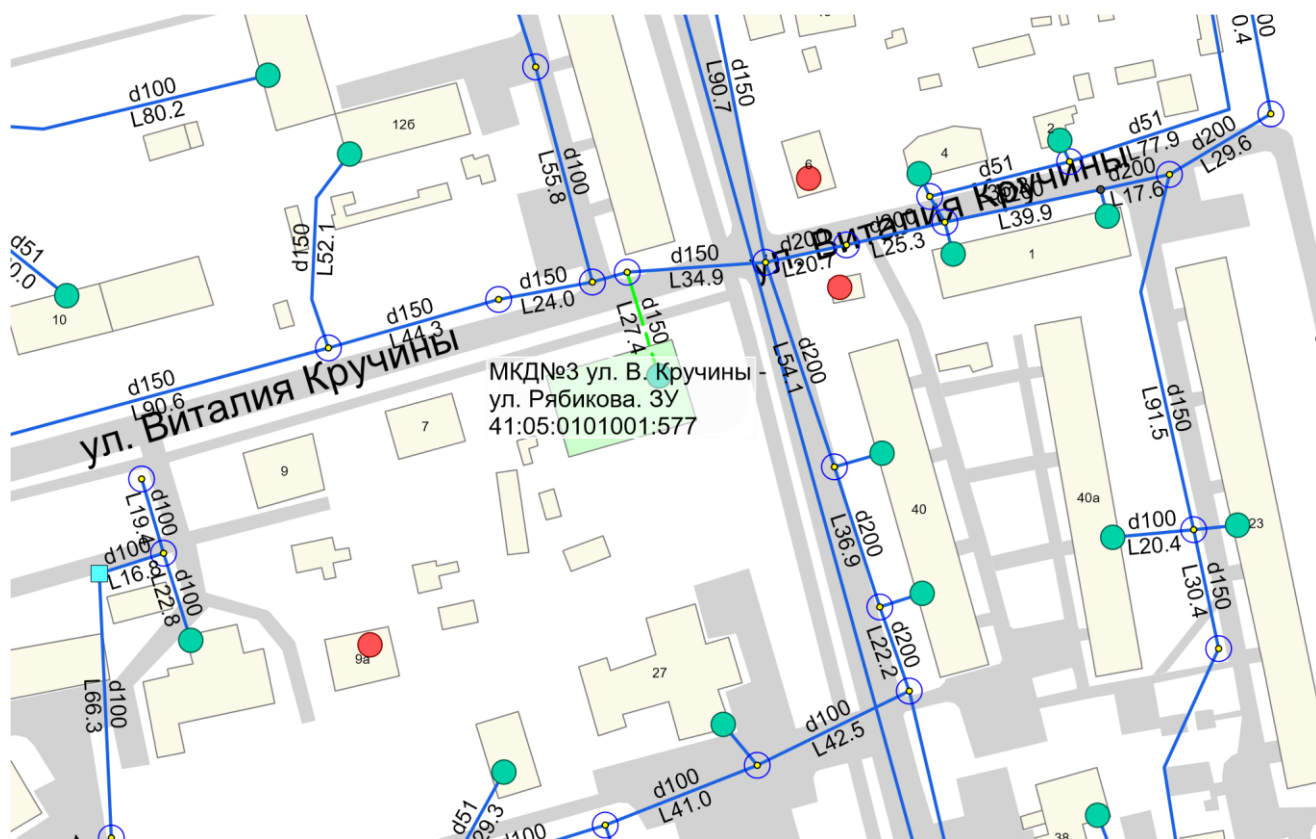 d100
L80.2
12б
d100
L55.8
d150
L90.7
6
4
2
d51
L77.9
d200
L29.6
d200
L17.6
d51
ул. Виталия Кручины
d200
L20.7
d200
L25.3
L39.9
1
d150
L52.1
d51
10
d150
L44.3
d150
L24.0
d150
L34.9
d150
L27.4
МКД№3 ул. В. Кручины -
ул. Рябикова. ЗУ
41:05:0101001:577
d150
L90.6
ул. Виталия Кручины
7
9
L54.1
d200
d150
L91.5
40
40а
23
d100
L20.4
d150
L30.4
d100
L19.4
d100
d100
L22.8
L36.9
d200
d200
L22.2
9а
27
d100
L66.3
d100
L42.5
d100
L41.0
d51
d100
38